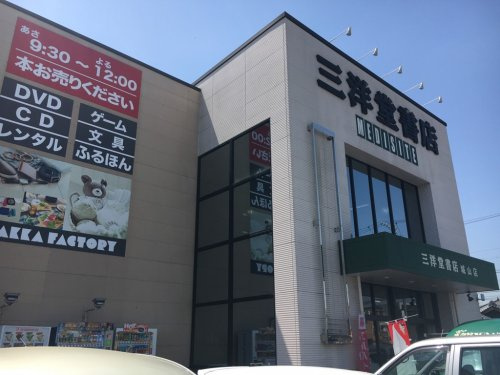 あさ よる
9:30～12:00
本お売りください
DVD
ゲーム
CD
文具
レンタル
ふるほん
AKKA FACTORY
三洋堂書店
MEDISITE
三洋堂書店